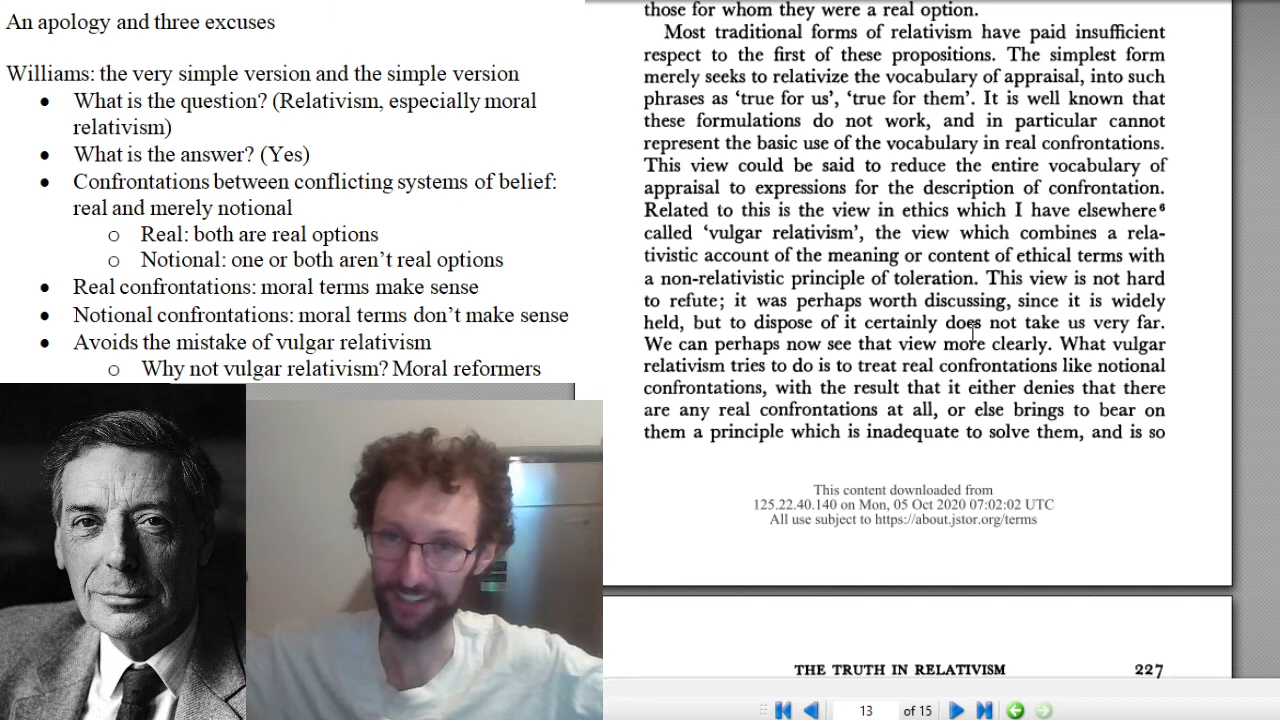 An apology and three excuses
Williams: the very simple version and the simple version
● What is the question? (Relativism, especially moral
relativism)
● What is the answer? (Yes)
● Confrontations between conflicting systems of belief:
real and merely notional
○ Real: both are real options
○ Notional: one or both aren’t real options
● Real confrontations: moral terms make sense
● Notional confrontations: moral terms don’t make sense
● Avoids the mistake of vulgar relativism
○ Why not vulgar relativism? Moral reformers
those for whom they were a real option.
Most traditional forms of relativism have paid insufficient
respect to the first of these propositions. The simplest form
merely seeks to relativize the vocabulary of appraisal, into such
phrases as ‘true for us’, ‘true for them’. It is well known that
these formulations do not work, and in particular cannot
represent the basic use of the vocabulary in real confrontations.
This view could be said to reduce the entire vocabulary of
appraisal to expressions for the description of confrontation.
Related to this is the view in ethics which I have elsewhere⁶
called ‘vulgar relativism’, the view which combines a rela-
tivistic account of the meaning or content of ethical terms with
a non-relativistic principle of toleration. This view is not hard
to refute; it was perhaps worth discussing, since it is widely
held, but to dispose of it certainly does not take us very far.
We can perhaps now see that view more clearly. What vulgar
relativism tries to do is to treat real confrontations like notional
confrontations, with the result that it either denies that there
are any real confrontations at all, or else brings to bear on
them a principle which is inadequate to solve them, and is so
This content downloaded from
125.22.40.140 on Mon, 05 Oct 2020 07:02:02 UTC
All use subject to https://about.jstor.org/terms
THE TRUTH IN RELATIVISM 227
13 of 15